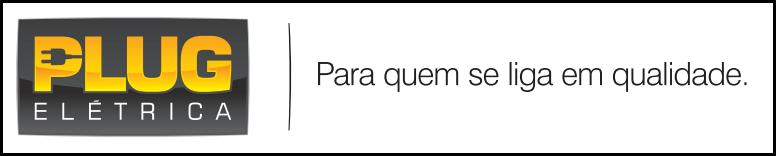 PLUG
ELÉTRICA
Para quem se liga em qualidade.